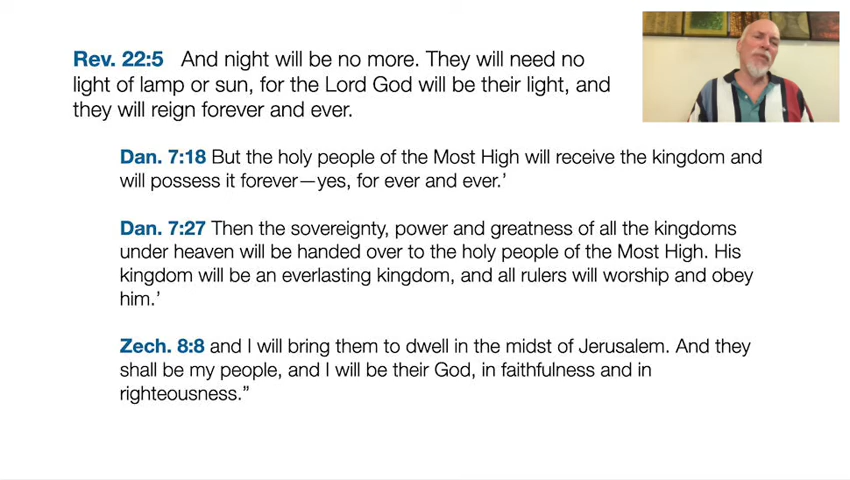 Rev. 22:5 And night will be no more. They will need no
light of lamp or sun, for the Lord God will be their light, and
they will reign forever and ever.
Dan. 7:18 But the holy people of the Most High will receive the kingdom and
will possess it forever—yes, for ever and ever.’
Dan. 7:27 Then the sovereignty, power and greatness of all the kingdoms
under heaven will be handed over to the holy people of the Most High. His
kingdom will be an everlasting kingdom, and all rulers will worship and obey
him.’
Zech. 8:8 and I will bring them to dwell in the midst of Jerusalem. And they
shall be my people, and I will be their God, in faithfulness and in
righteousness.”